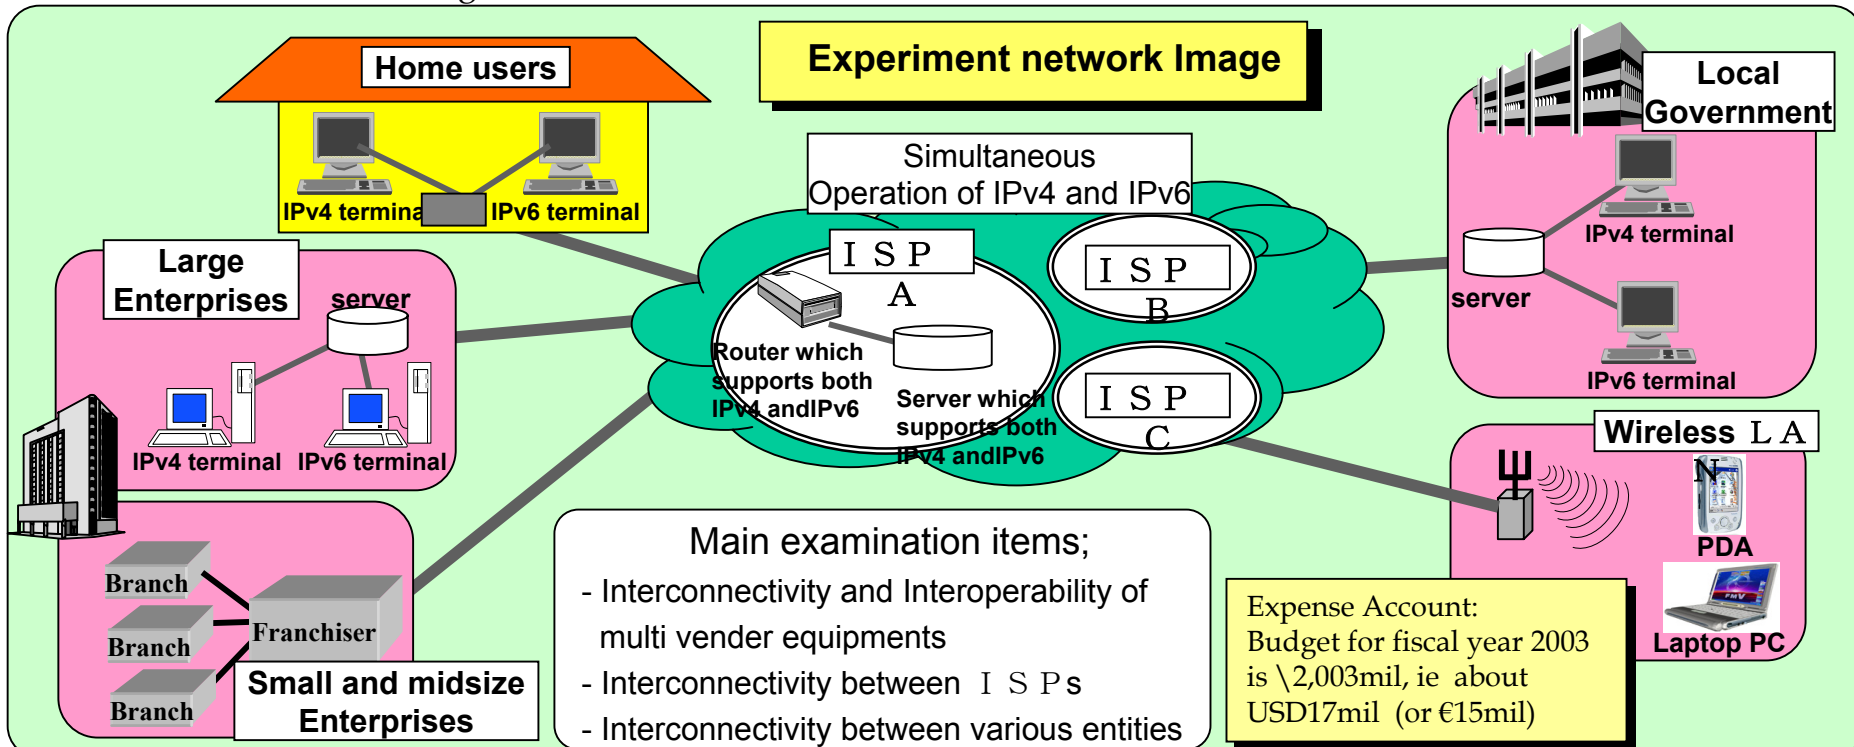 Experiment network Image
Home users
IPv4 terminal
IPv6 terminal
Large
Enterprises
server
IPv4 terminal
IPv6 terminal
Branch
Branch
Branch
Franchiser
Small and midsize
Enterprises
Simultaneous
Operation of IPv4 and IPv6
ＩＳＰ
Ａ
Router which
supports both
IPv4 andIPv6
Server which
supports both
IPv4 andIPv6
ＩＳＰ
Ｂ
ＩＳＰ
Ｃ
Local
Government
IPv4 terminal
server
IPv6 terminal
Wireless ＬＡ
Ｎ
PDA
Laptop PC
Main examination items;
- Interconnectivity and Interoperability of
multi vender equipments
- Interconnectivity between ＩＳＰs
- Interconnectivity between various entities
Expense Account:
Budget for fiscal year 2003
is \2,003mil, ie about
USD17mil (or €15mil)